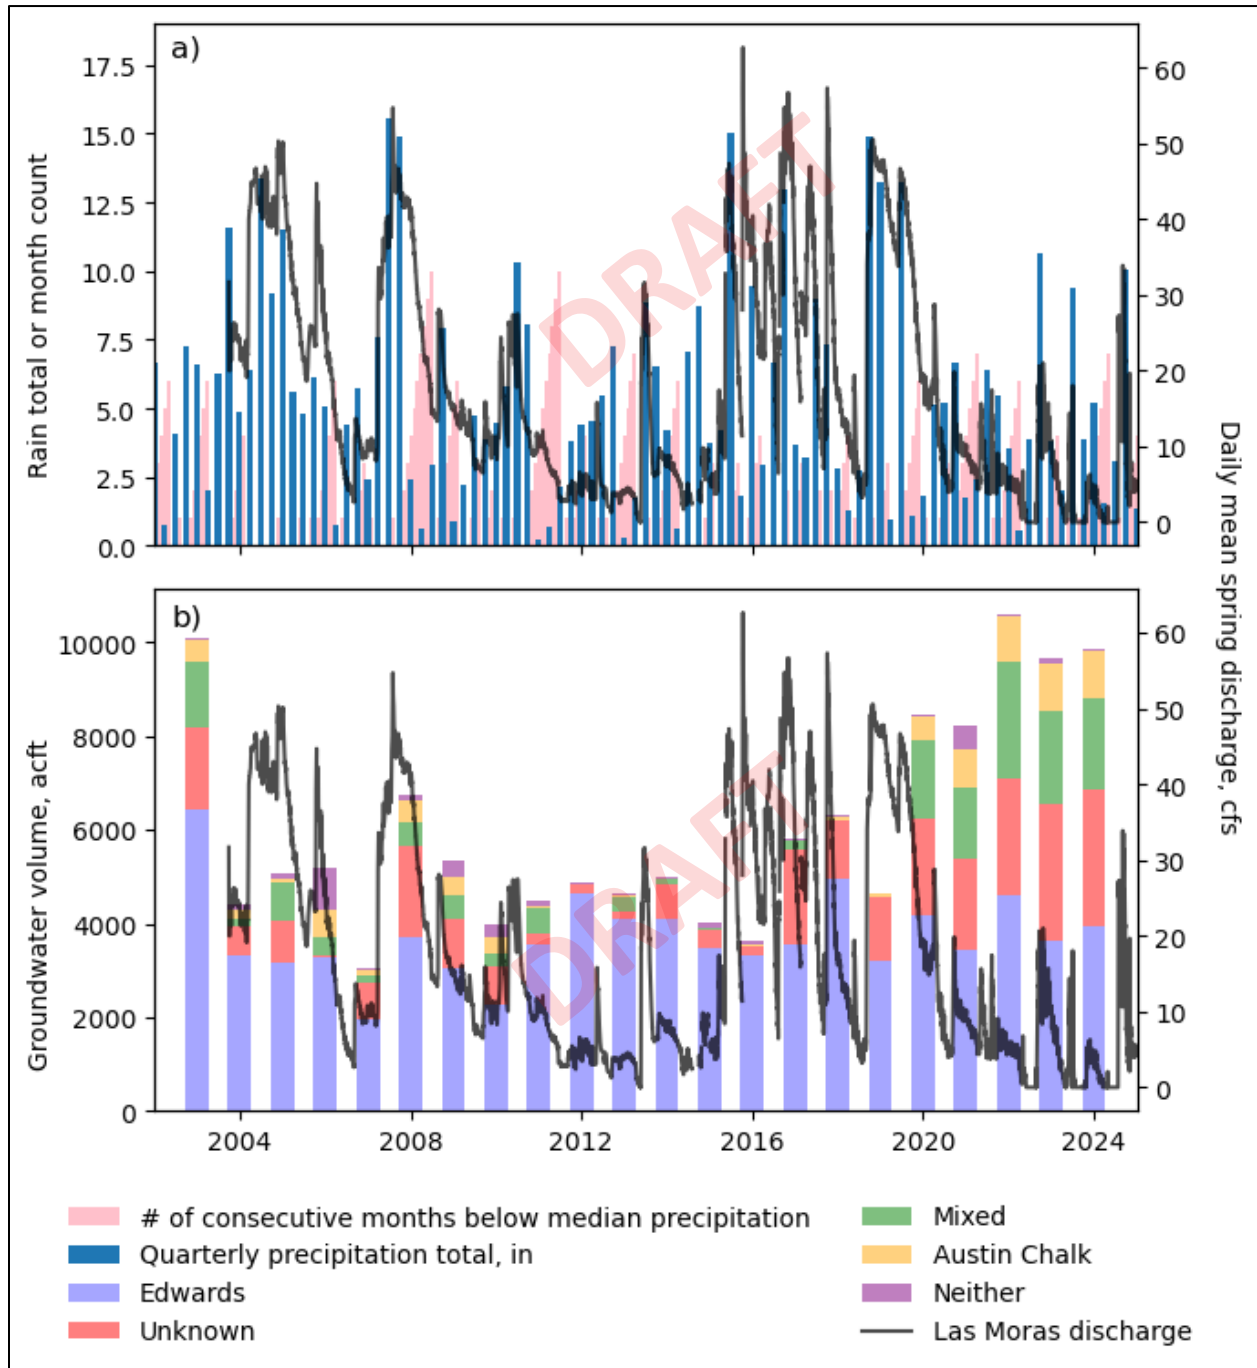 a)
17.5
15.0
12.5
10.0
7.5
5.0
2.5
0.0
Rain total or month count
60
50
40
30
20
10
0
DRAFT
b)
10000
8000
6000
4000
2000
0
Groundwater volume, acft
60
50
40
30
20
10
0
Daily mean spring discharge, cfs
DRAFT
2004
2008
2012
2016
2020
2024
# of consecutive months below median precipitation
Quarterly precipitation total, in
Edwards
Unknown
Mixed
Austin Chalk
Neither
Las Moras discharge